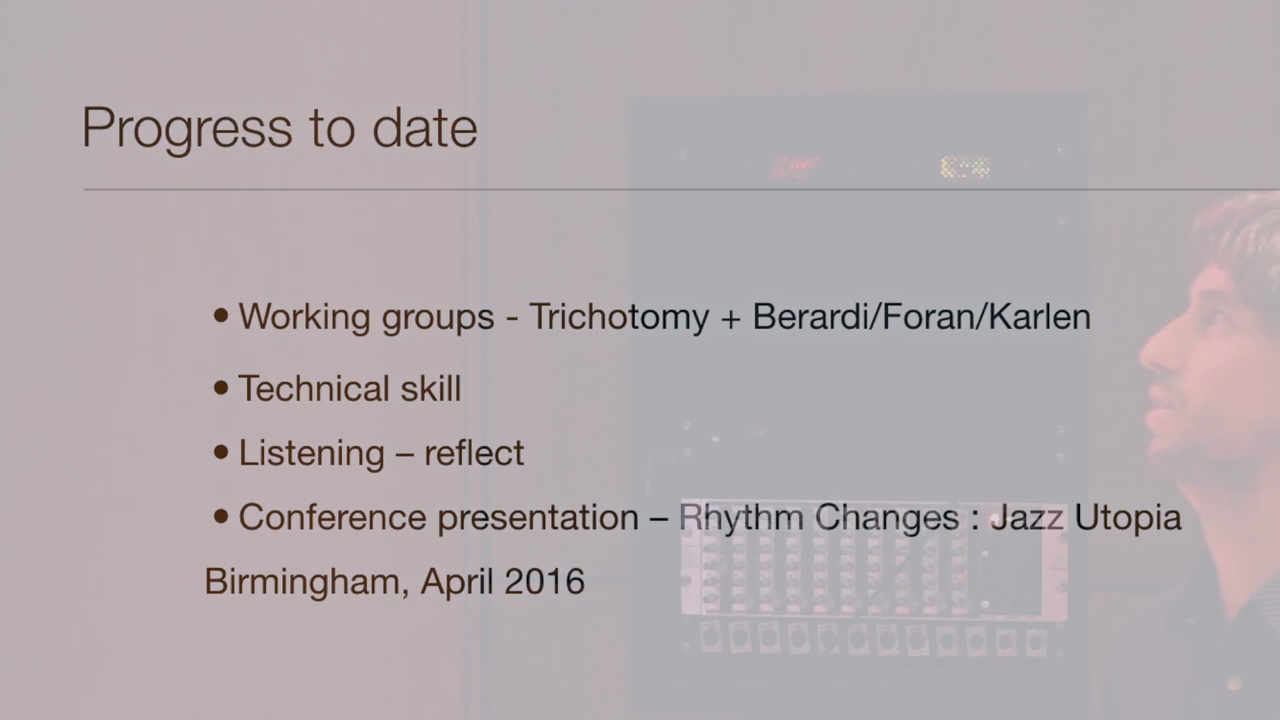 Progress to date
• Working groups - Trichotomy + Berardi/Foran/Karlen
• Technical skill
• Listening – reflect
• Conference presentation – Rhythm Changes : Jazz Utopia
Birmingham, April 2016